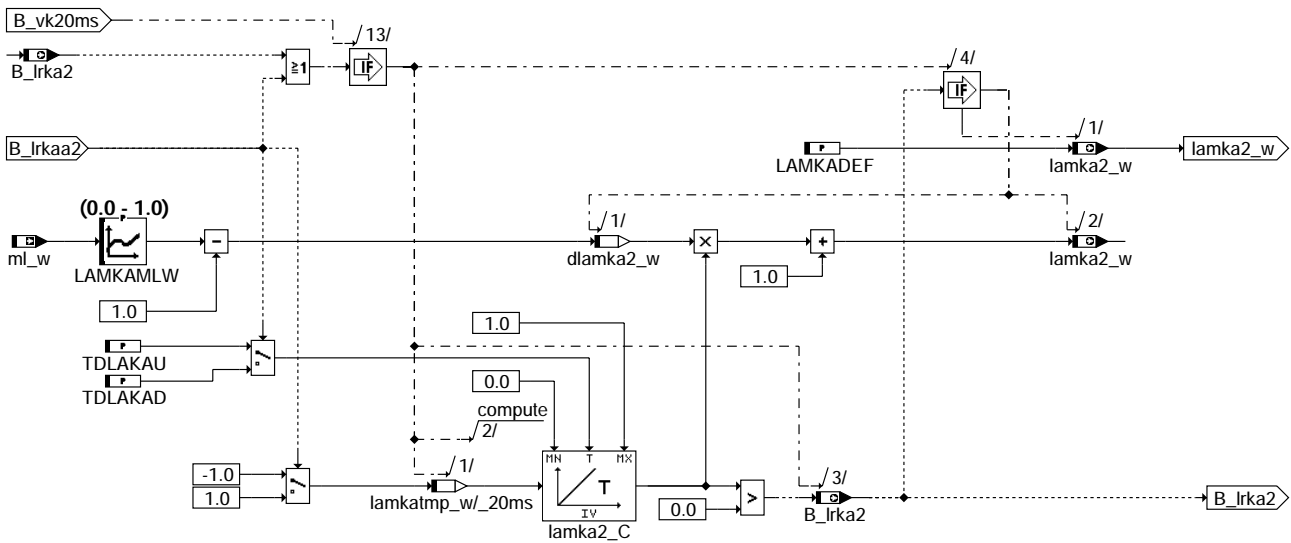 B_vk20ms
/13/
B_lrka2
≥1
IF
/4/
IF
B_lrkaa2
/1/
LAMKADEF
lamka2_w
lamka2_w
(0.0 - 1.0)
P
P
/1/
/2/
ml_w
LAMKAMLW
-
dlamka2_w
×
+
lamka2_w
1.0
1.0
1.0
P
TDLAKAU
P
TDLAKAD
0.0
compute
2/
MN T MX
/1/
/3/
-1.0
1.0
T
>
B_lrka2
lamkatmp_w/_20ms
IV
0.0
B_lrka2
lamka2_C